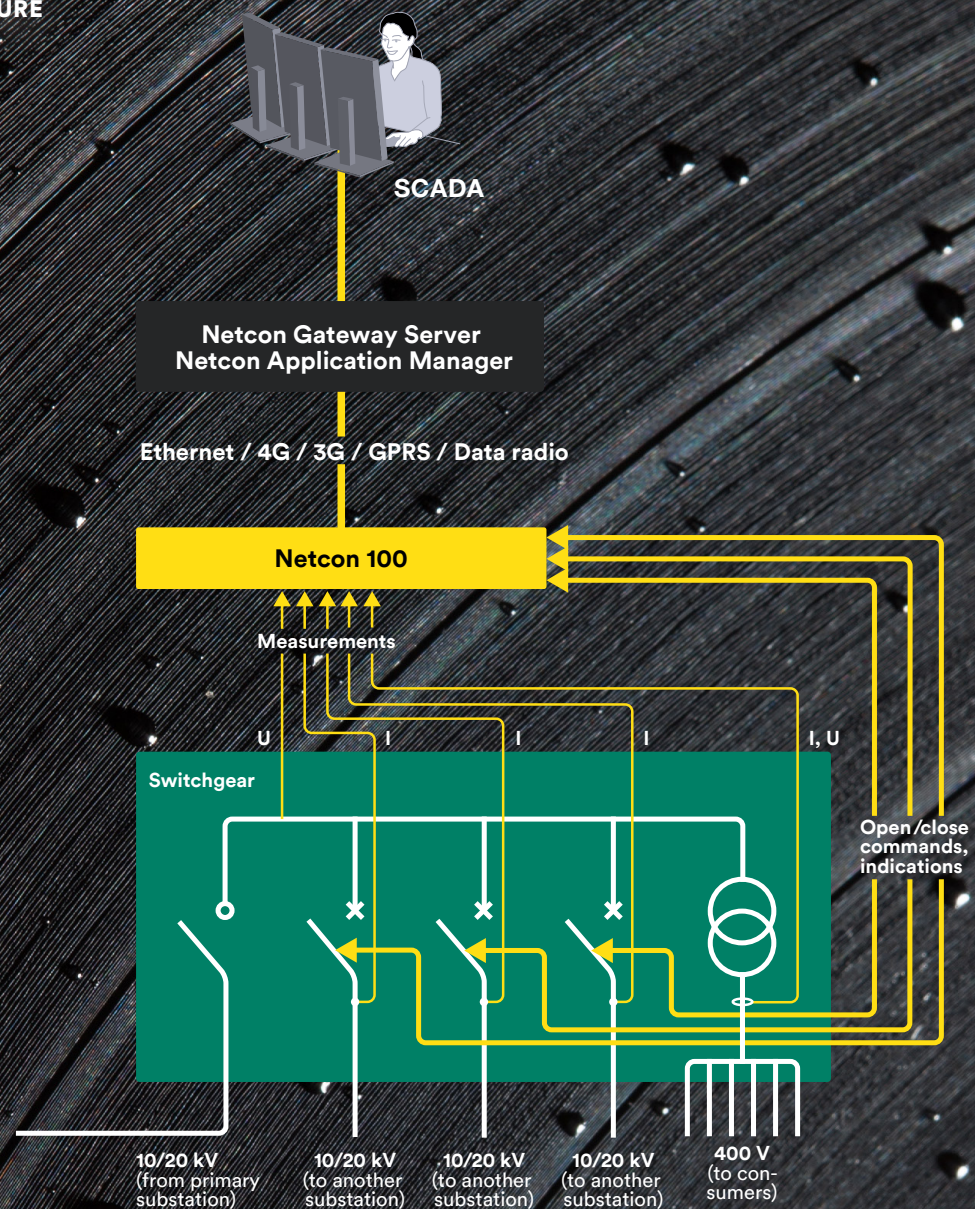 URE
SCADA
Netcon Gateway Server
Netcon Application Manager
Ethernet / 4G / 3G / GPRS / Data radio
Netcon 100
Measurements
U
I
I
I
I, U
Switchgear
Open/close
commands,
indications
10/20 kV
(from primary
substation)
10/20 kV
(to another
substation)
10/20 kV
(to another
substation)
10/20 kV
(to another
substation)
400 V
(to con-
sumers)